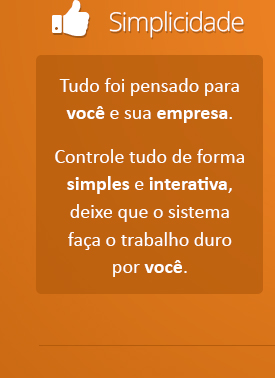 Simplicidade
Tudo foi pensado para
você e sua empresa.
Controle tudo de forma
simples e interativa,
deixe que o sistema
faça o trabalho duro
por você.